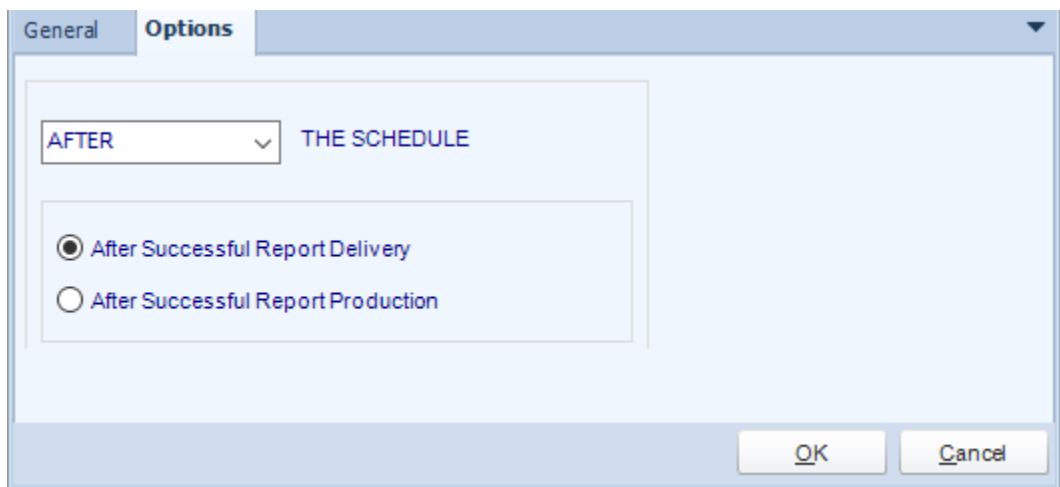 General Options
AFTER THE SCHEDULE
After Successful Report Delivery
After Successful Report Production
OK Cancel